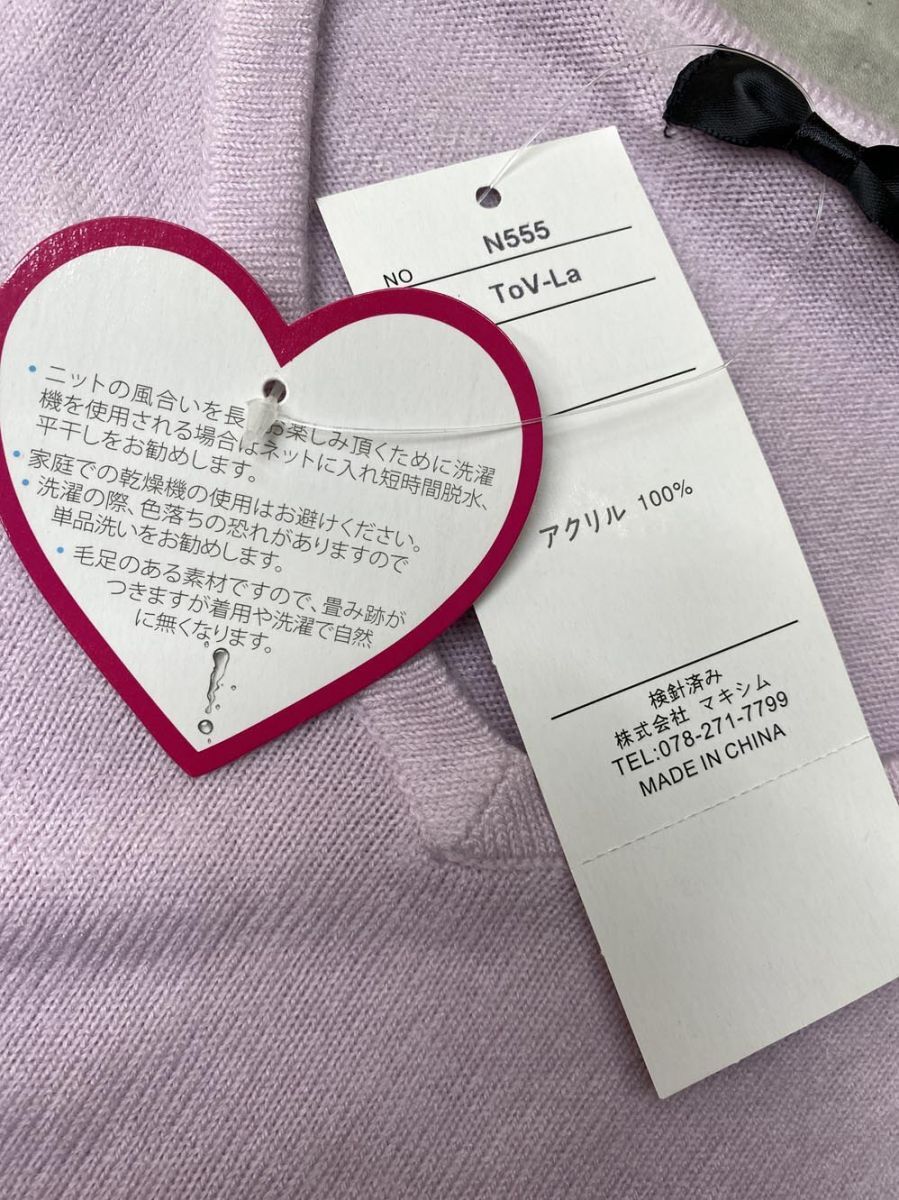 ・ニットの風合いを長 お楽しみ頂くために洗濯
機を使用される場合はネットに入れ短時間脱水、
平干しをお勧めします。
・家庭での乾燥機の使用はお避けください。
・洗濯の際、色落ちの恐れがありますので
単品洗いをお勧めします。
・毛足のある素材ですので、畳み跡が
つきますが着用や洗濯で自然
に無くなります。
N555
NO
ToV-La
アクリル 100%
検針済み
株式会社 マキシム
TEL:078-271-7799
MADE IN CHINA